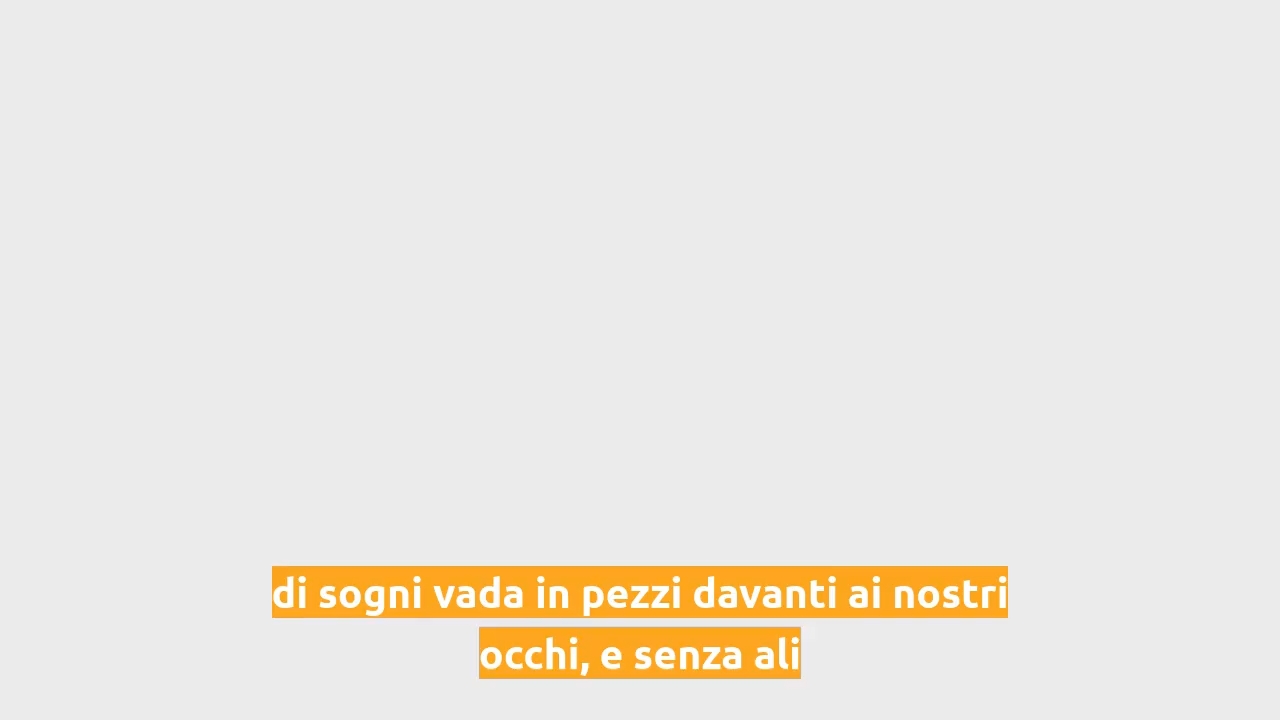 di sogni vada in pezzi davanti ai nostri
occhi, e senza ali